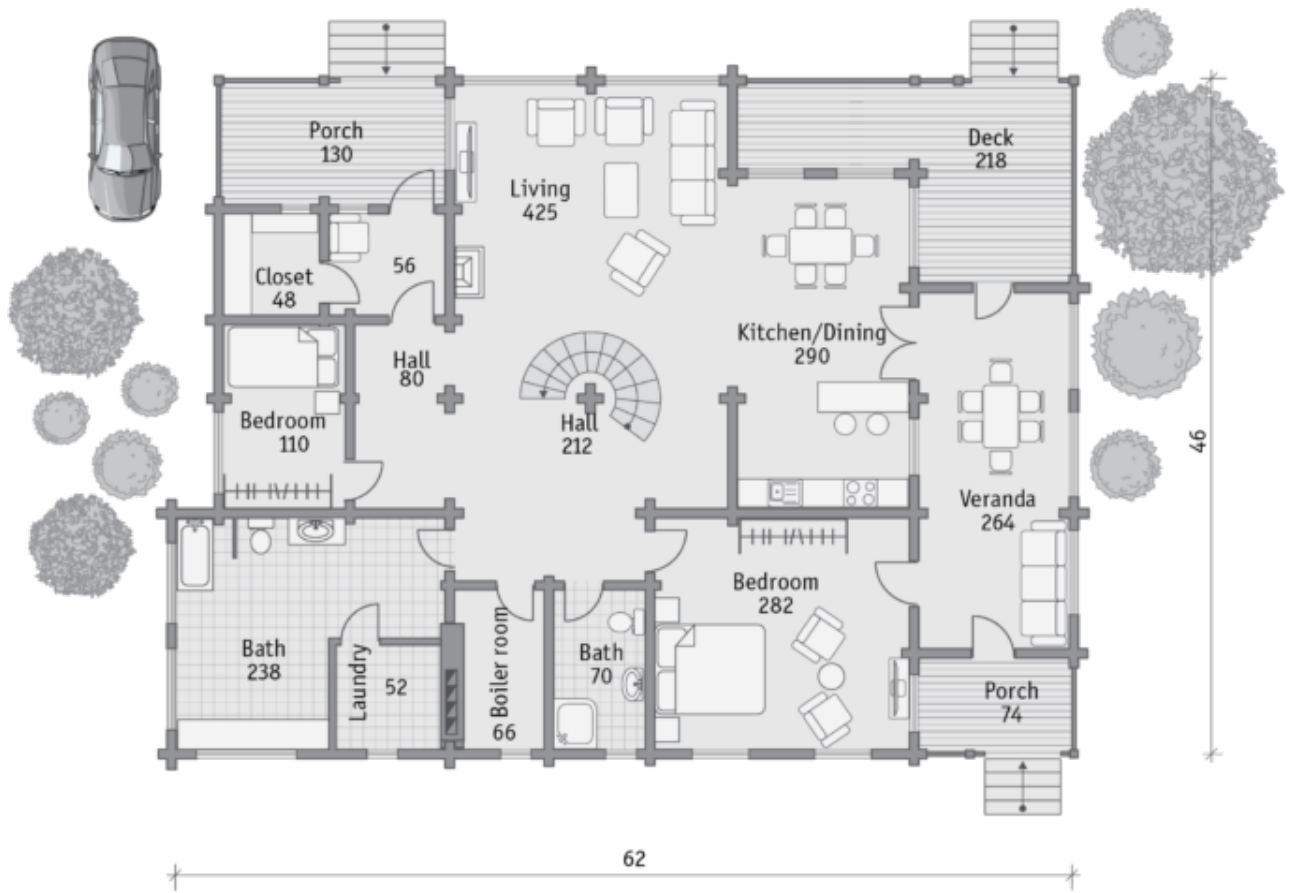 Porch
130
Deck
218
Living
425
56
Closet
48
Kitchen/Dining
290
Hall
80
Bedroom
110
Hall
212
Veranda
264
46
Bedroom
282
Bath
238
Laundry
52
Boiler room
66
Bath
70
Porch
74
62